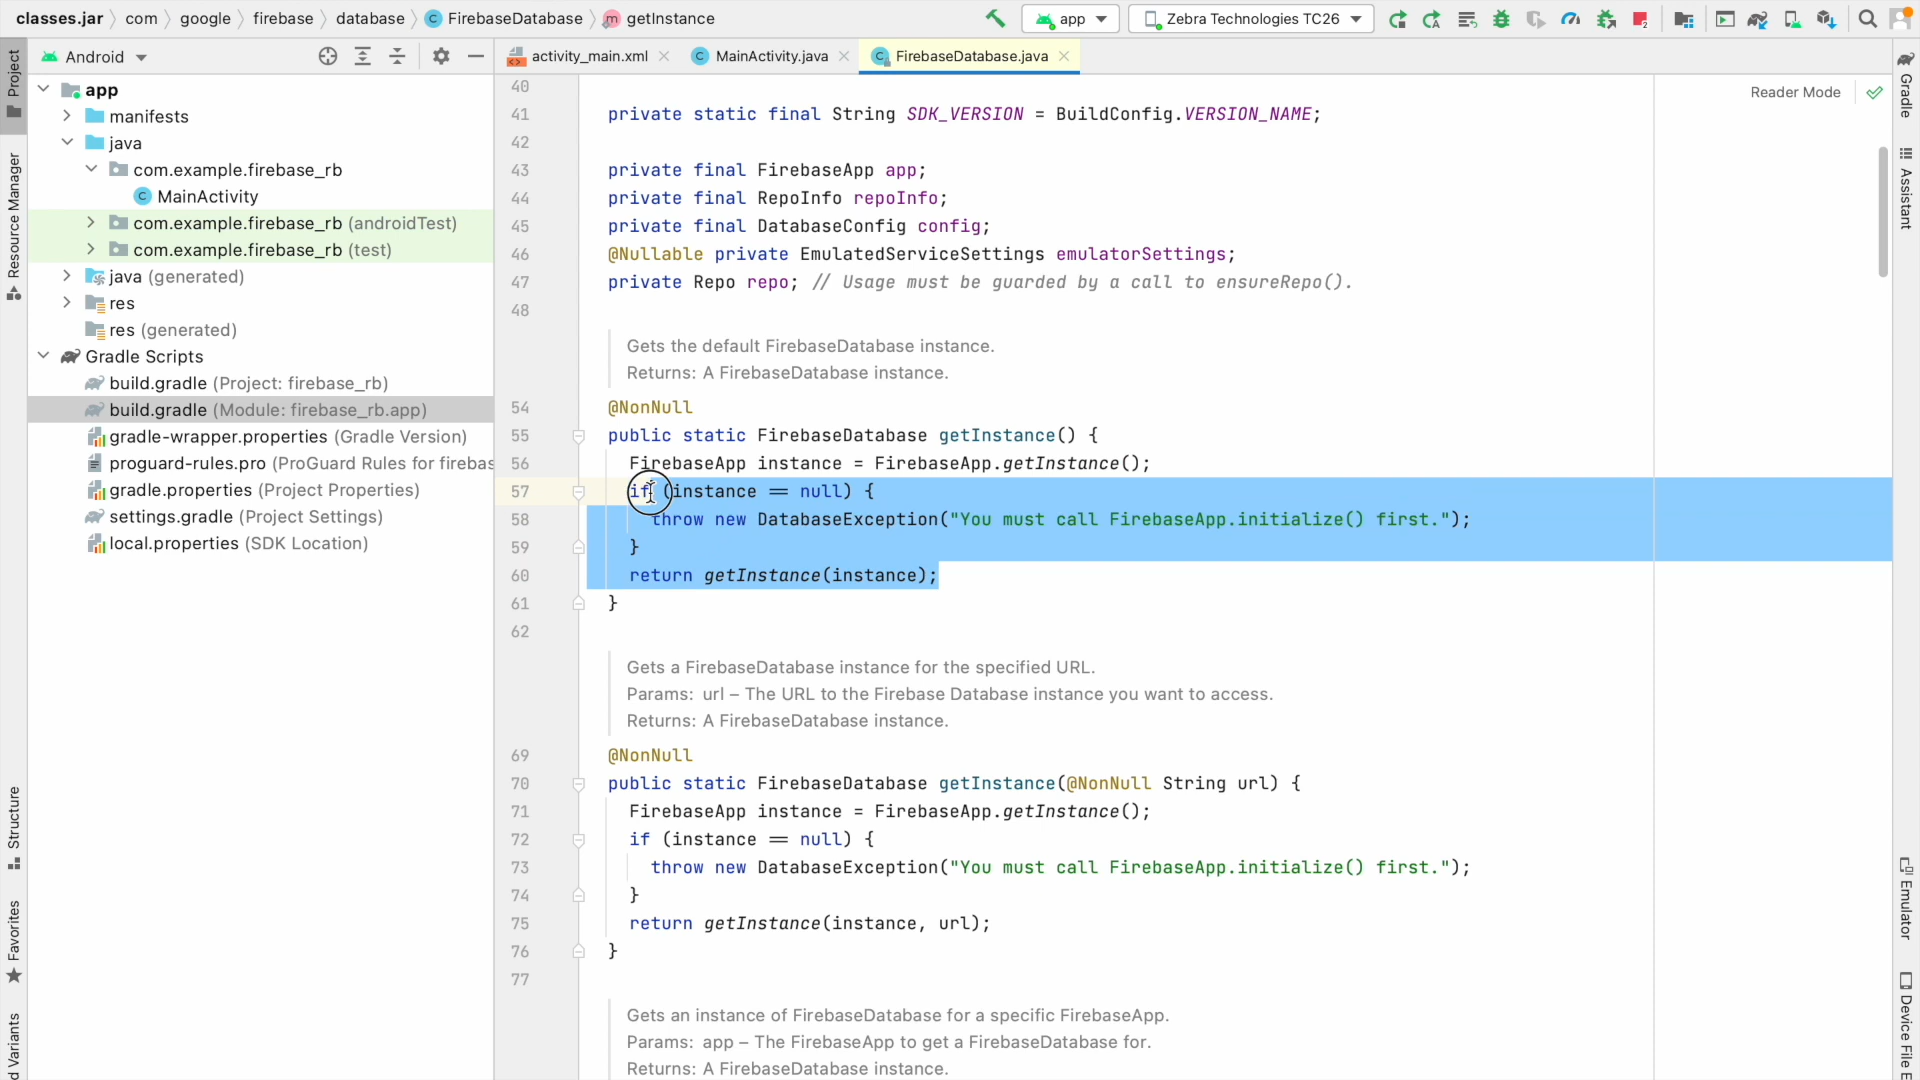 classes.jar com google firebase database FirebaseDatabase getInstance
app
Zebra Technologies TC26
2
Android
activity_main.xml
MainActivity.java
FirebaseDatabase.java
Project
Resource Manager
Structure
Favorites
d Variants
app
manifests
java
com.example.firebase_rb
MainActivity
com.example.firebase_rb (androidTest)
com.example.firebase_rb (test)
java (generated)
res
res (generated)
Gradle Scripts
build.gradle (Project: firebase_rb)
build.gradle (Module: firebase_rb.app)
gradle-wrapper.properties (Gradle Version)
proguard-rules.pro (ProGuard Rules for firebas
gradle.properties (Project Properties)
settings.gradle (Project Settings)
local.properties (SDK Location)
Reader Mode
40
41 private static final String SDK_VERSION = BuildConfig.VERSION_NAME;
42
43 private final FirebaseApp app;
44 private final RepoInfo repoInfo;
45 private final DatabaseConfig config;
46 @Nullable private EmulatedServiceSettings emulatorSettings;
47 private Repo repo; // Usage must be guarded by a call to ensureRepo().
48
Gets the default FirebaseDatabase instance.
Returns: A FirebaseDatabase instance.
54 @NonNull
55 public static FirebaseDatabase getInstance() {
56 FirebaseApp instance = FirebaseApp.getInstance();
57 if (instance == null) {
58 throw new DatabaseException("You must call FirebaseApp.initialize() first.");
59 }
60 return getInstance(instance);
61 }
62
Gets a FirebaseDatabase instance for the specified URL.
Params: url – The URL to the Firebase Database instance you want to access.
Returns: A FirebaseDatabase instance.
69 @NonNull
70 public static FirebaseDatabase getInstance(@NonNull String url) {
71 FirebaseApp instance = FirebaseApp.getInstance();
72 if (instance == null) {
73 throw new DatabaseException("You must call FirebaseApp.initialize() first.");
74 }
75 return getInstance(instance, url);
76 }
77
Gets an instance of FirebaseDatabase for a specific FirebaseApp.
Params: app – The FirebaseApp to get a FirebaseDatabase for.
Returns: A FirebaseDatabase instance.
Gradle
Assistant
Emulator
Device File E